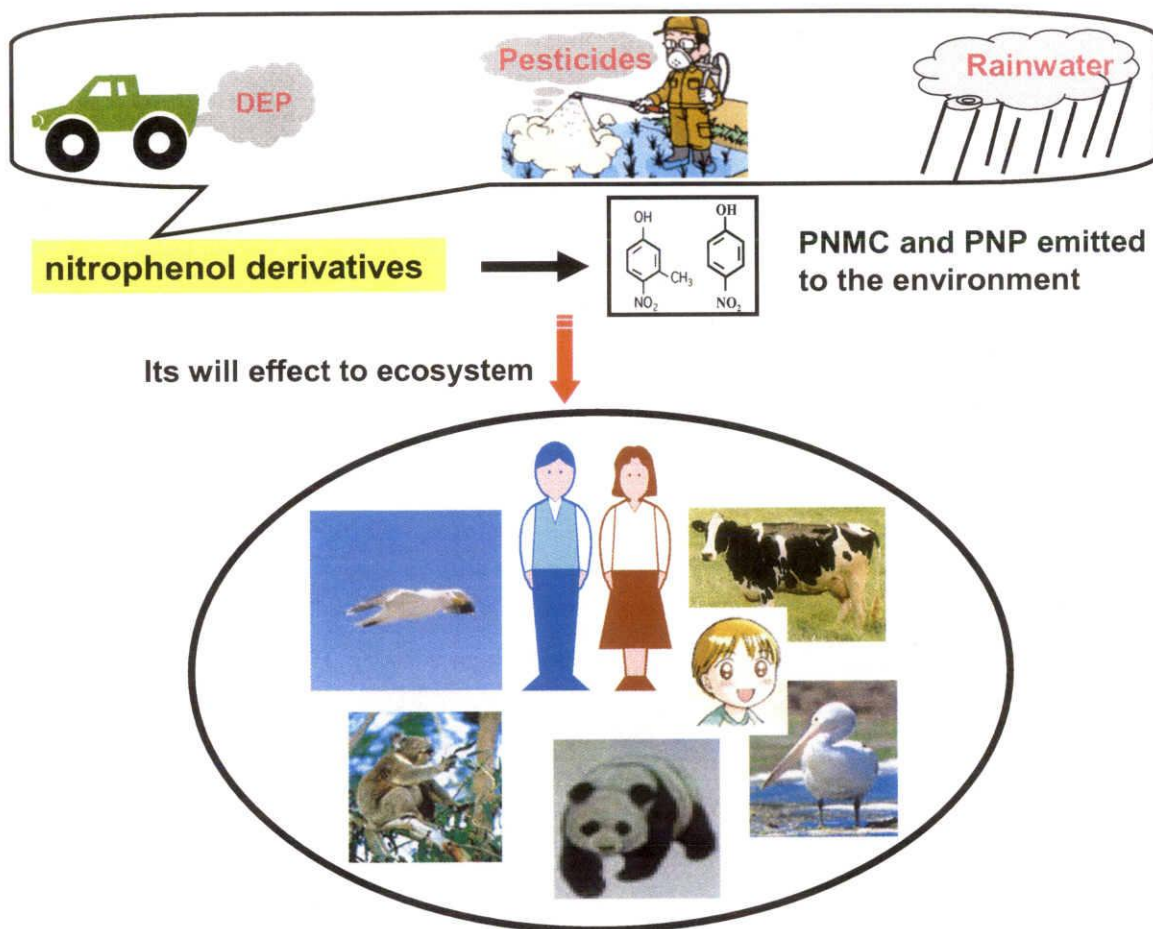 DEP
Pesticides
Rainwater
nitrophenol derivatives
OH
CH₃
NO₂
OH
NO₂
PNMC and PNP emitted
to the environment
Its will effect to ecosystem